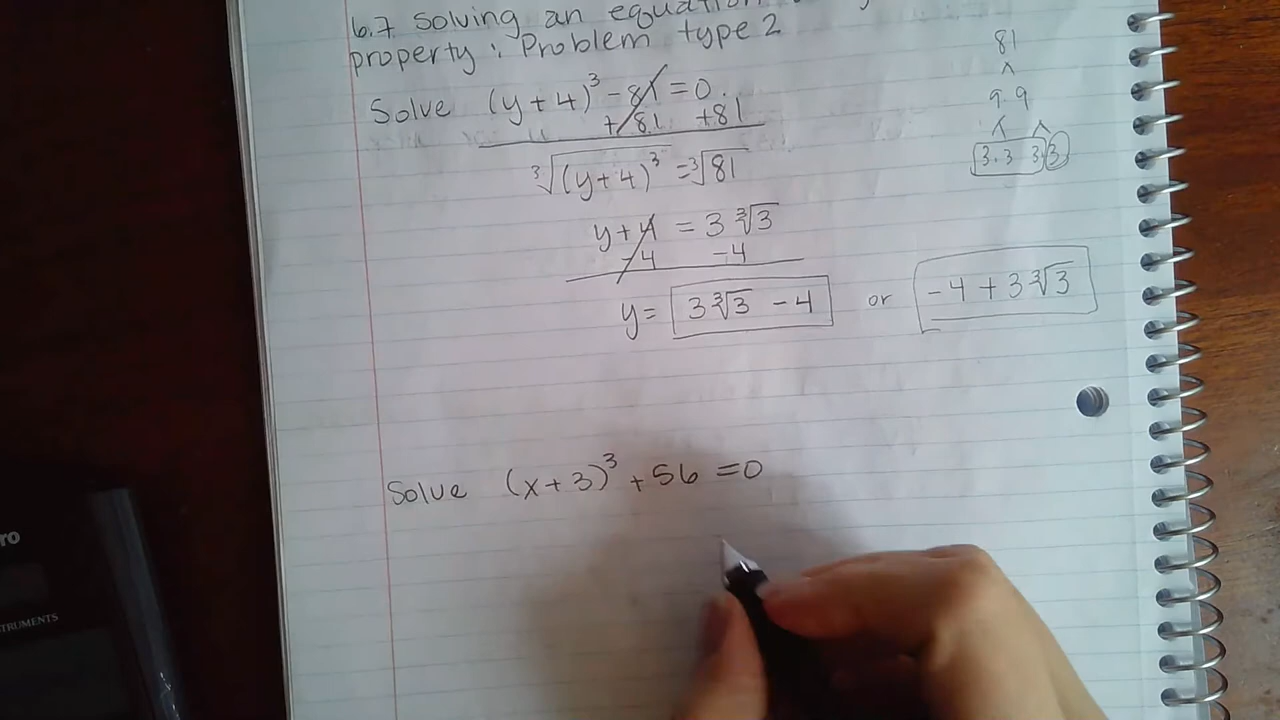 6.7 Solving an equation
property: Problem type 2
Solve (y + 4)³ - 81 = 0.
+ 81 +81
∛(y+4)³ = ∛81
y + 4 = 3 ∛3
- 4 - 4
y = 3 ∛3 - 4 or - 4 + 3 ∛3
81
9 · 9
3 · 3 3 3
Solve (x + 3)³ + 56 = 0
ro
TRUMENTS